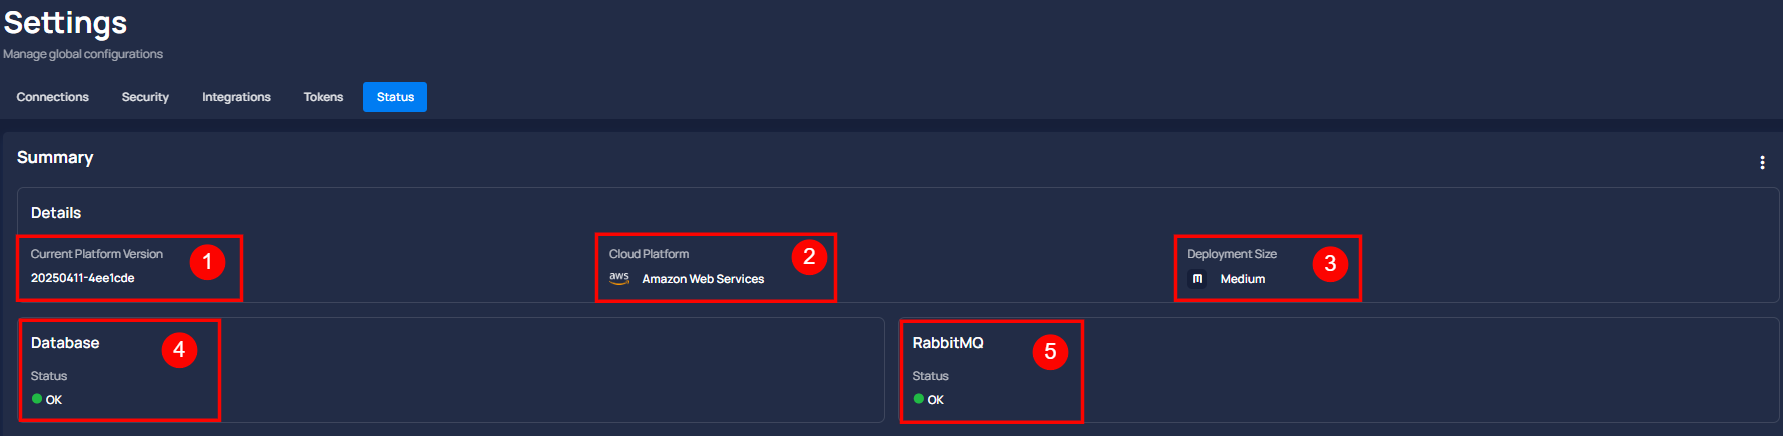 Settings
Manage global configurations
Connections Security Integrations Tokens Status
Summary
Details
Current Platform Version 1
20250411-4ee1cde
Cloud Platform 2
aws Amazon Web Services
Deployment Size 3
m Medium
Database 4
Status
OK
RabbitMQ 5
Status
OK